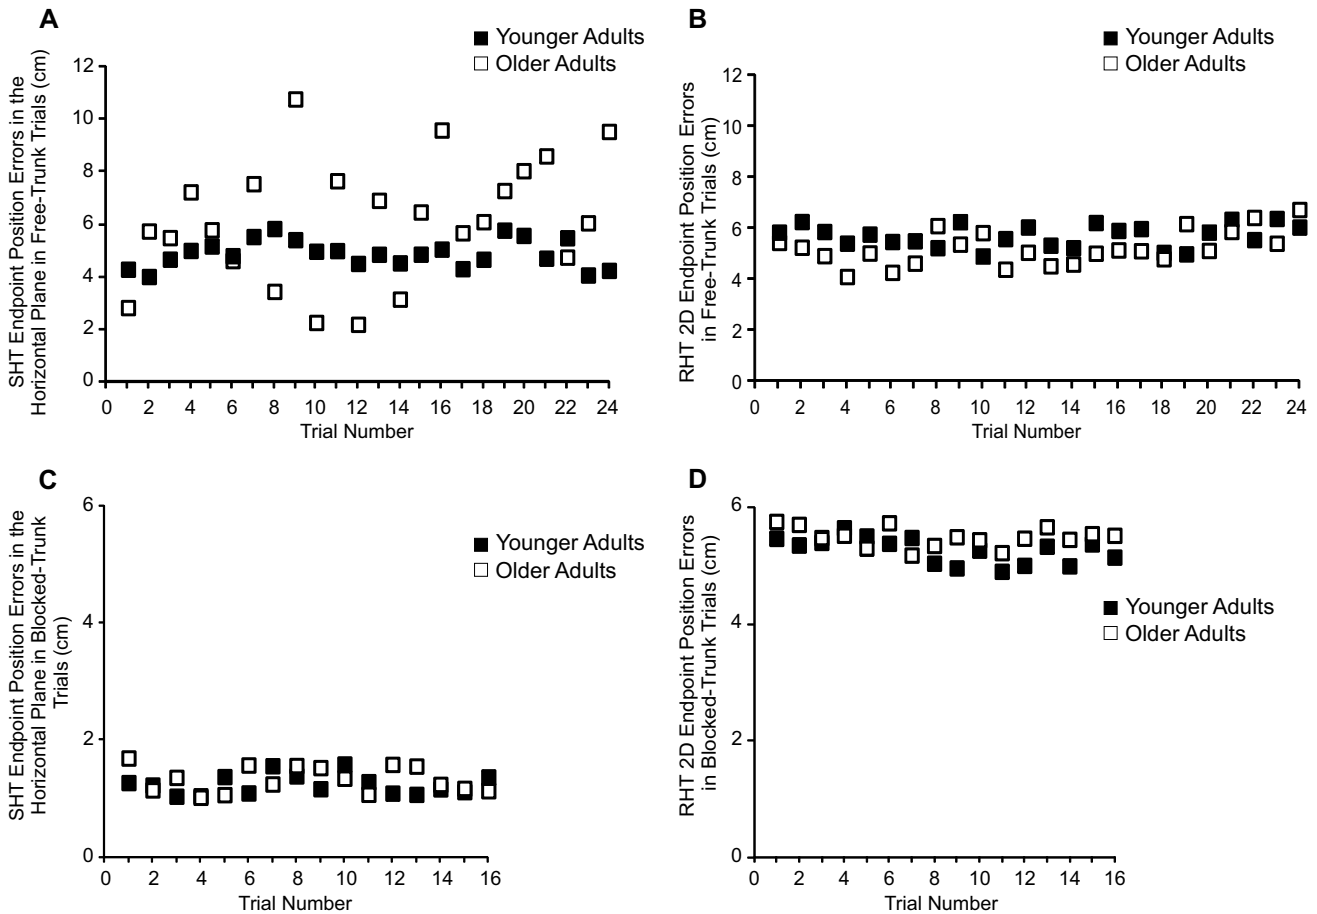 A
Younger Adults
Older Adults
SHT Endpoint Position Errors in the
Horizontal Plane in Free-Trunk Trials (cm)
12
10
8
6
4
2
0
0 2 4 6 8 10 12 14 16 18 20 22 24
Trial Number
B
Younger Adults
Older Adults
RHT 2D Endpoint Position Errors
in Free-Trunk Trials (cm)
12
10
8
6
4
2
0
0 2 4 6 8 10 12 14 16 18 20 22 24
Trial Number
C
Younger Adults
Older Adults
SHT Endpoint Position Errors in the
Horizontal Plane in Blocked-Trunk
Trials (cm)
6
4
2
0
0 2 4 6 8 10 12 14 16
Trial Number
D
Younger Adults
Older Adults
RHT 2D Endpoint Position Errors
in Blocked-Trunk Trials (cm)
6
4
2
0
0 2 4 6 8 10 12 14 16
Trial Number